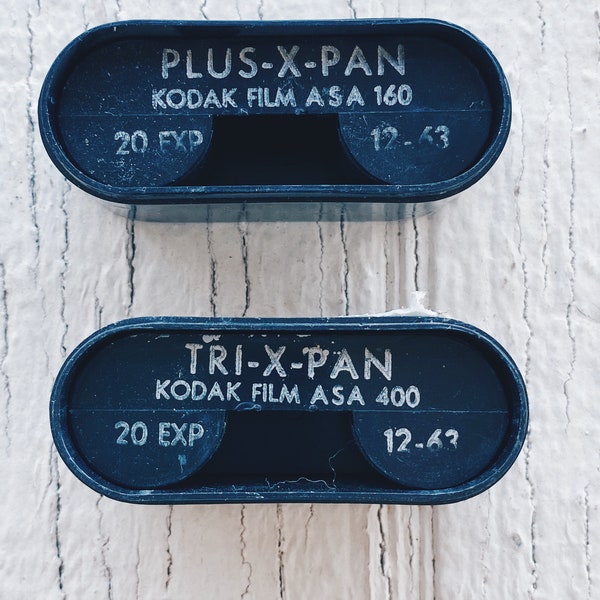 PLUS-X-PAN
KODAK FILM ASA 160
20 EXP 12-63
TRI-X-PAN
KODAK FILM ASA 400
20 EXP 12-63